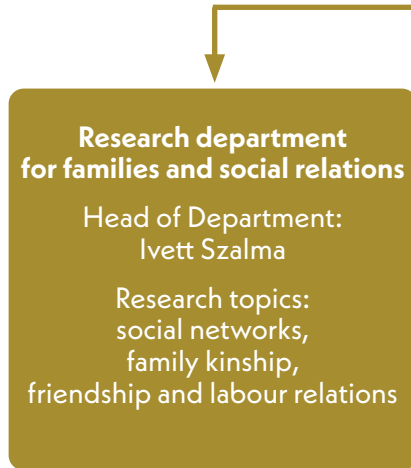 Research department
for families and social relations
Head of Department:
Ivett Szalma
Research topics:
social networks,
family kinship,
friendship and labour relations